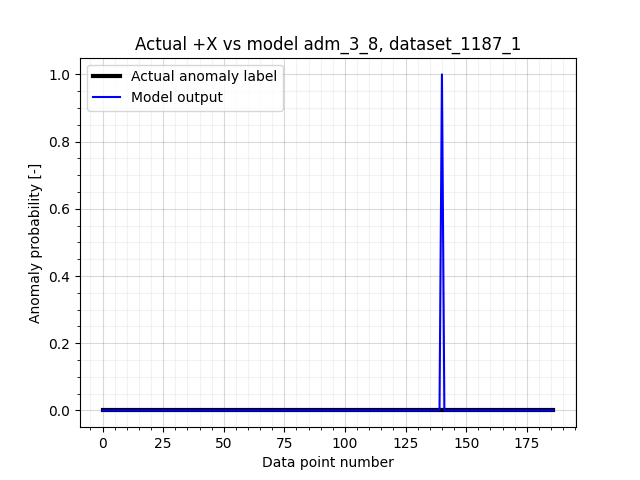 Actual +X vs model adm_3_8, dataset_1187_1
Actual anomaly label
Model output
Anomaly probability [-]
1.0
0.8
0.6
0.4
0.2
0.0
0 25 50 75 100 125 150 175
Data point number